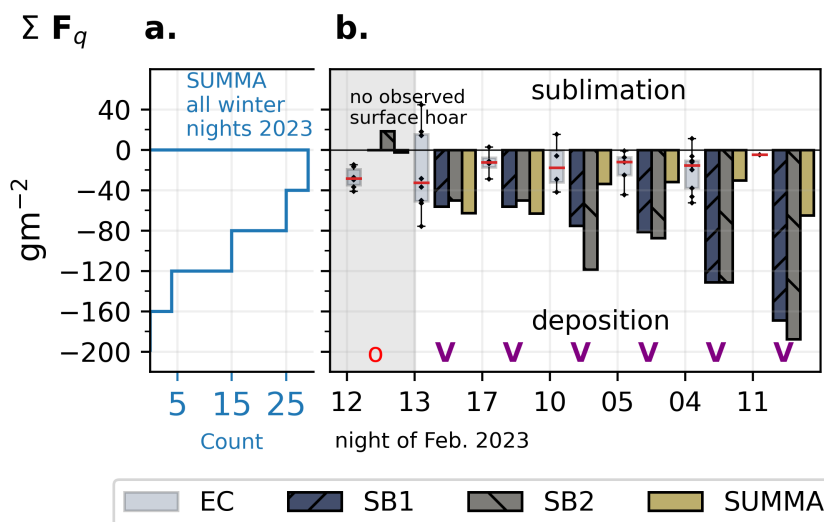 Σ F_q
a.
b.
SUMMA
all winter
nights 2023
no observed
surface hoar
sublimation
deposition
gm⁻²
40
0
−40
−80
−120
−160
−200
o V V V V V V
5 15 25
Count
12 13 17 10 05 04 11
night of Feb. 2023
EC SB1 SB2 SUMMA